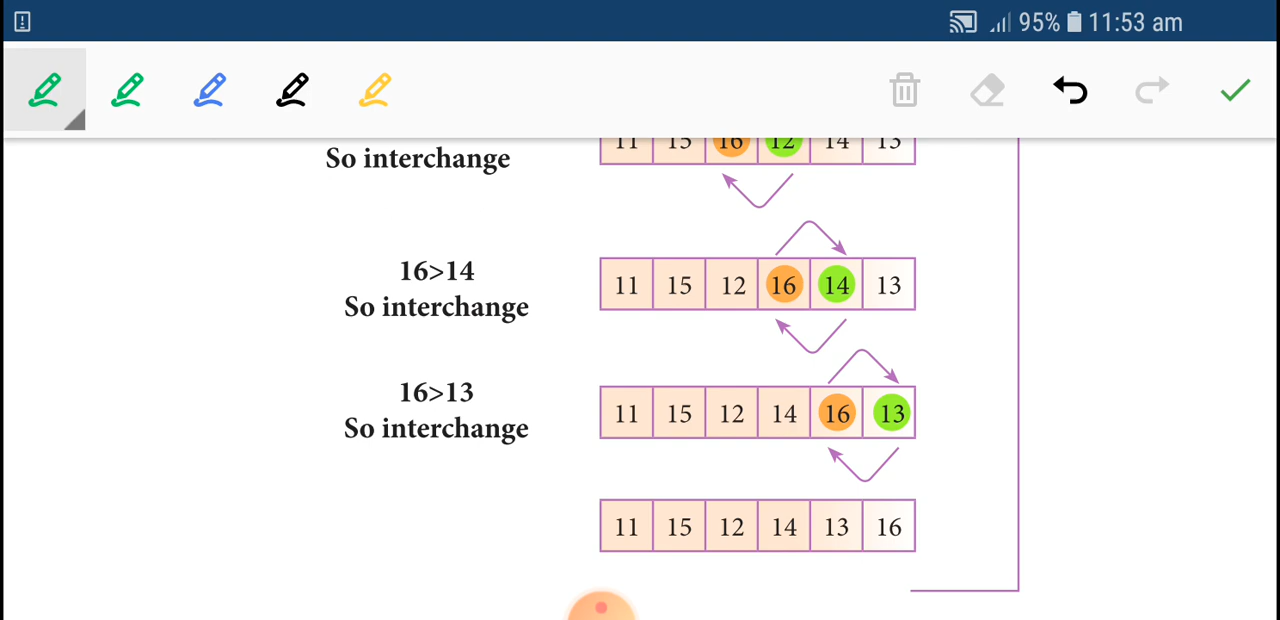 95% 11:53 am
11 15 16 12 14 13
So interchange
16>14
So interchange
11 15 12 16 14 13
16>13
So interchange
11 15 12 14 16 13
11 15 12 14 13 16